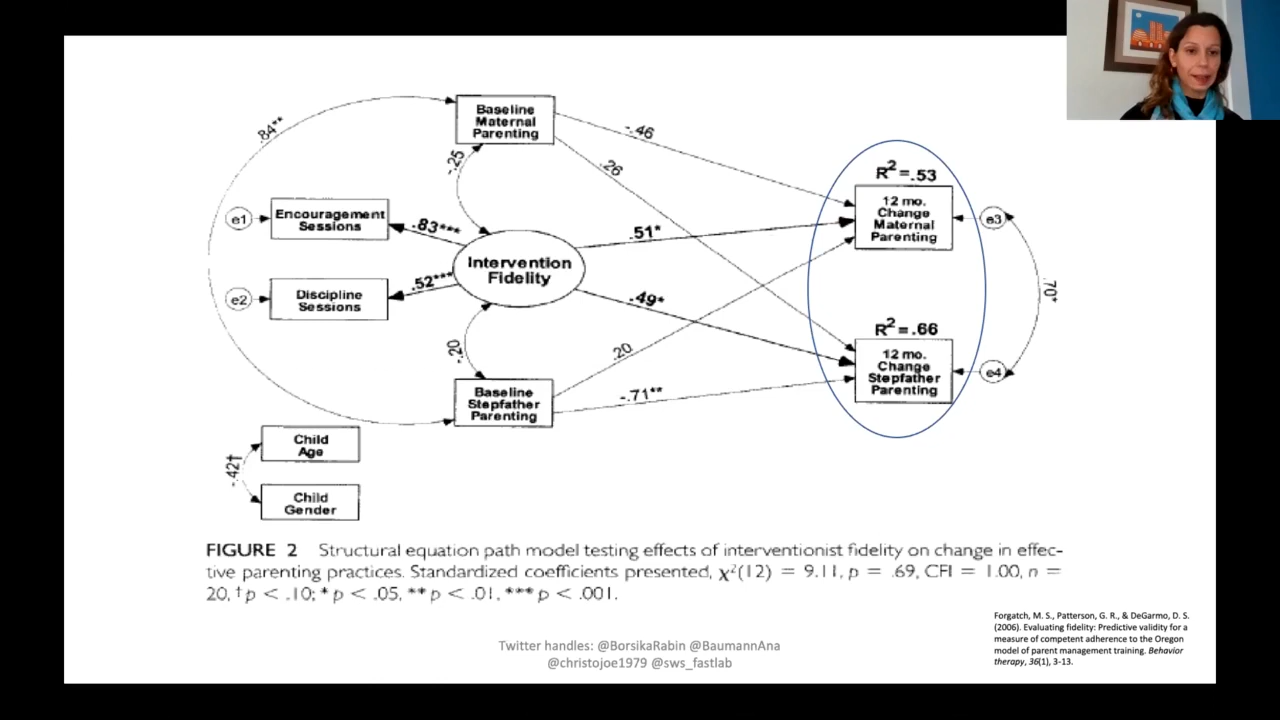 .84**
Baseline
Maternal
Parenting
-.46
.26
-.25
R²=.53
12 mo.
Change
Maternal
Parenting
e1
Encouragement
Sessions
.83***
.51*
e3
Intervention
Fidelity
e2
Discipline
Sessions
.52***
.49*
.70*
R²=.66
12 mo.
Change
Stepfather
Parenting
e4
-.20
.20
Baseline
Stepfather
Parenting
-.71**
Child
Age
-.42†
Child
Gender
FIGURE 2 Structural equation path model testing effects of interventionist fidelity on change in effec-
tive parenting practices. Standardized coefficients presented, χ²(12) = 9.11, p = .69, CFI = 1.00, n =
20, †p < .10; *p < .05, **p < .01, ***p < .001.
Forgatch, M. S., Patterson, G. R., & DeGarmo, D. S.
(2006). Evaluating fidelity: Predictive validity for a
measure of competent adherence to the Oregon
model of parent management training. Behavior
therapy, 36(1), 3-13.
Twitter handles: @BorsikaRabin @BaumannAna
@christojoe1979 @sws_fastlab